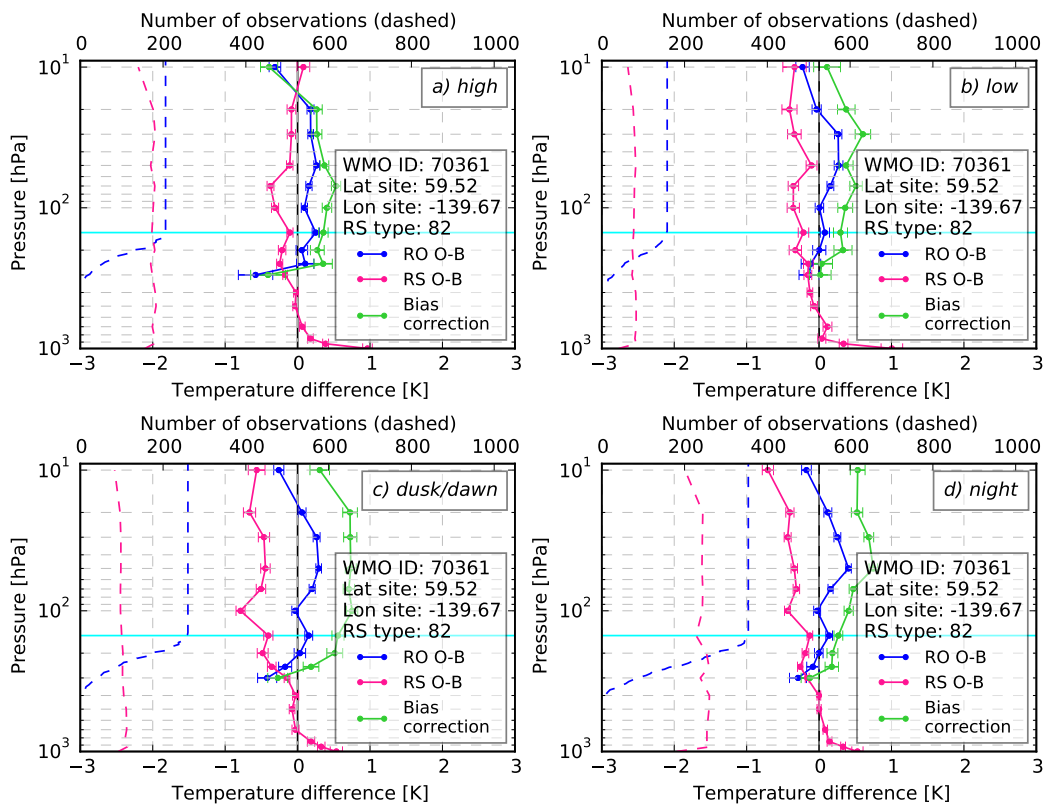 Number of observations (dashed)
0 200 400 600 800 1000
10¹
10²
10³
Pressure [hPa]
a) high
WMO ID: 70361
Lat site: 59.52
Lon site: -139.67
RS type: 82
RO O-B
RS O-B
Bias
correction
−3 −2 −1 0 1 2 3
Temperature difference [K]
Number of observations (dashed)
0 200 400 600 800 1000
10¹
10²
10³
Pressure [hPa]
b) low
WMO ID: 70361
Lat site: 59.52
Lon site: -139.67
RS type: 82
RO O-B
RS O-B
Bias
correction
−3 −2 −1 0 1 2 3
Temperature difference [K]
Number of observations (dashed)
0 200 400 600 800 1000
10¹
10²
10³
Pressure [hPa]
c) dusk/dawn
WMO ID: 70361
Lat site: 59.52
Lon site: -139.67
RS type: 82
RO O-B
RS O-B
Bias
correction
−3 −2 −1 0 1 2 3
Temperature difference [K]
Number of observations (dashed)
0 200 400 600 800 1000
10¹
10²
10³
Pressure [hPa]
d) night
WMO ID: 70361
Lat site: 59.52
Lon site: -139.67
RS type: 82
RO O-B
RS O-B
Bias
correction
−3 −2 −1 0 1 2 3
Temperature difference [K]